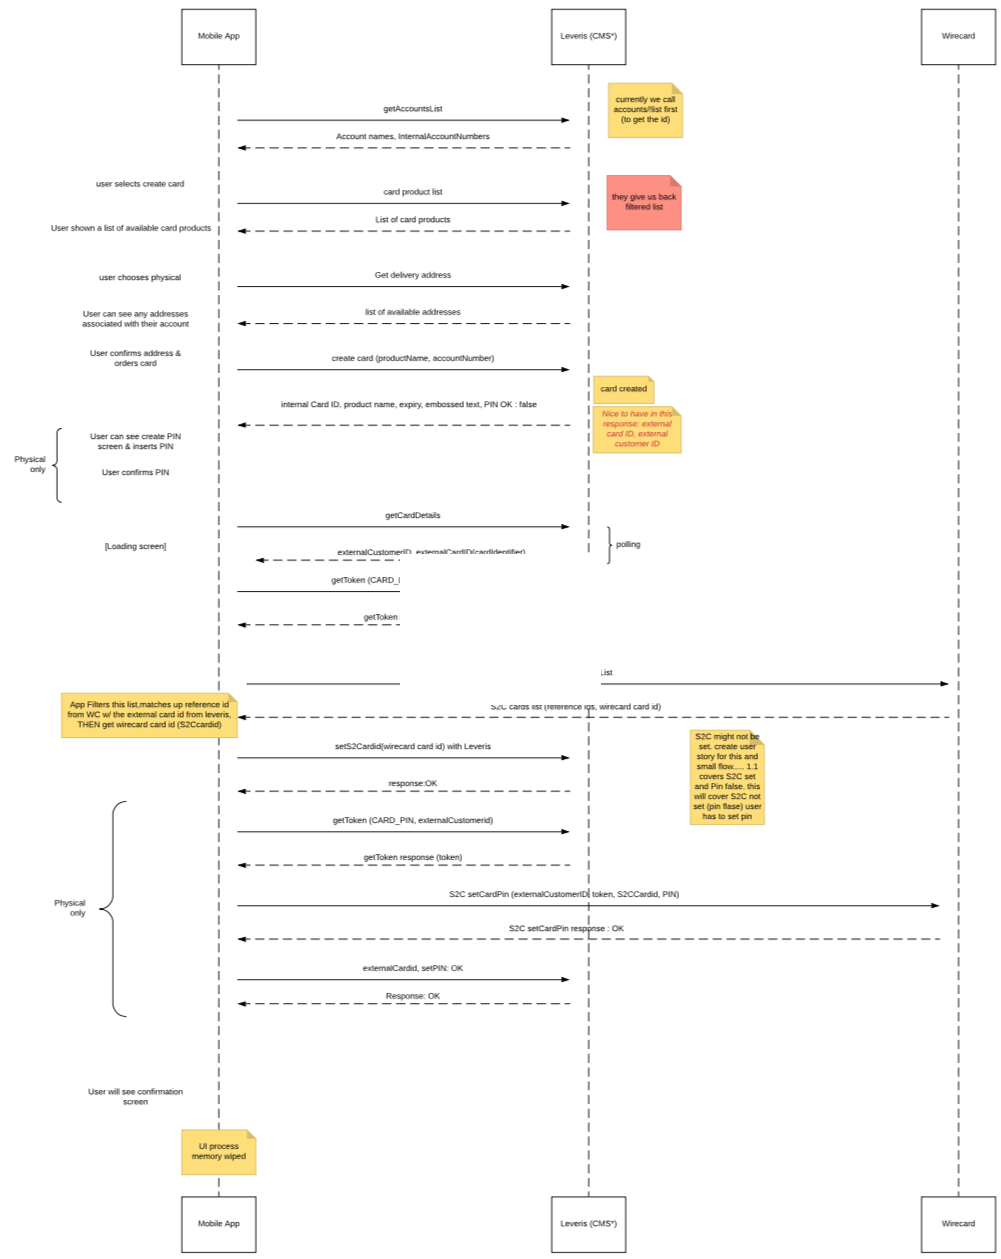 Mobile App
Leveris (CMS*)
Wirecard
currently we call
accounts/!list first
(to get the id)
getAccountsList
Account names, InternalAccountNumbers
user selects create card
card product list
they give us back
filtered list
List of card products
User shown a list of available card products
user chooses physical
Get delivery address
User can see any addresses
associated with their account
list of available addresses
User confirms address &
orders card
create card (productName, accountNumber)
card created
internal Card ID, product name, expiry, embossed text, PIN OK : false
Nice to have in this
response: external
card ID, external
customer ID
User can see create PIN
screen & inserts PIN
Physical
only
User confirms PIN
getCardDetails
[Loading screen]
polling
externalCustomerID, externalCardID(cardIdentifier)
getToken (CARD_
getToken
List
App Filters this list,matches up reference id
from WC w/ the external card id from leveris,
THEN get wirecard card id (S2Ccardid)
S2C cards list (reference ids, wirecard card id)
S2C might not be
set. create user
story for this and
small flow..... 1.1
covers S2C set
and Pin false. this
will cover S2C not
set (pin flase) user
has to set pin
setS2Cardid(wirecard card id) with Leveris
response:OK
getToken (CARD_PIN, externalCustomerid)
getToken response (token)
Physical
only
S2C setCardPin (externalCustomerID, token, S2CCardid, PIN)
S2C setCardPin response : OK
externalCardid, setPIN: OK
Response: OK
User will see confirmation
screen
UI process
memory wiped
Mobile App
Leveris (CMS*)
Wirecard